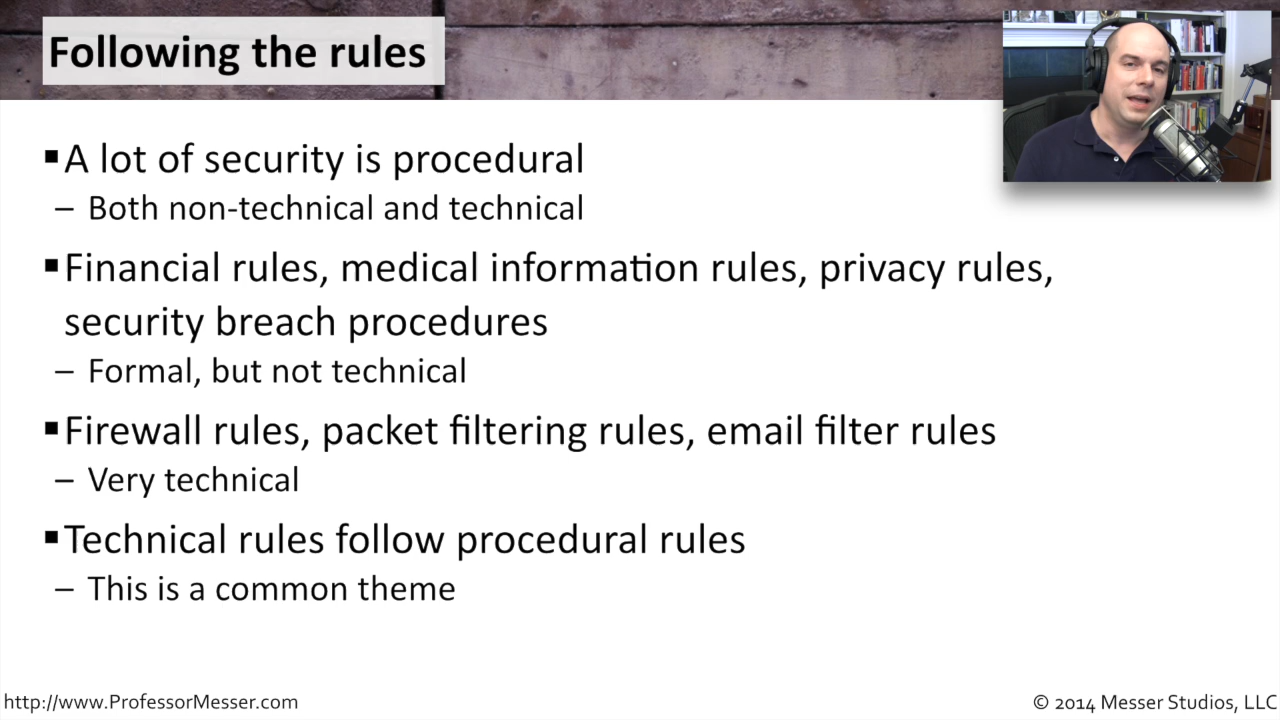 Following the rules
▪A lot of security is procedural
– Both non-technical and technical
▪Financial rules, medical information rules, privacy rules,
security breach procedures
– Formal, but not technical
▪Firewall rules, packet filtering rules, email filter rules
– Very technical
▪Technical rules follow procedural rules
– This is a common theme
http://www.ProfessorMesser.com
© 2014 Messer Studios, LLC